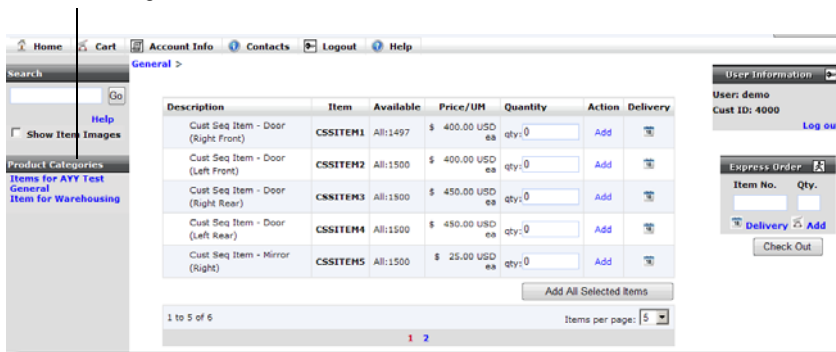 Home Cart Account Info Contacts Logout Help
Search
Go
Help
Show Item Images
Product Categories
Items for AYY Test
General
Item for Warehousing
General >
Description Item Available Price/UM Quantity Action Delivery
Cust Seq Item - Door (Right Front) CSSITEM1 All:1497 $ 400.00 USD ea qty: 0 Add
Cust Seq Item - Door (Left Front) CSSITEM2 All:1500 $ 400.00 USD ea qty: 0 Add
Cust Seq Item - Door (Right Rear) CSSITEM3 All:1500 $ 450.00 USD ea qty: 0 Add
Cust Seq Item - Door (Left Rear) CSSITEM4 All:1500 $ 450.00 USD ea qty: 0 Add
Cust Seq Item - Mirror (Right) CSSITEM5 All:1500 $ 25.00 USD ea qty: 0 Add
Add All Selected Items
1 to 5 of 6 Items per page: 5
1 2
User Information
User: demo
Cust ID: 4000
Log ou
Express Order
Item No. Qty.
Delivery Add
Check Out